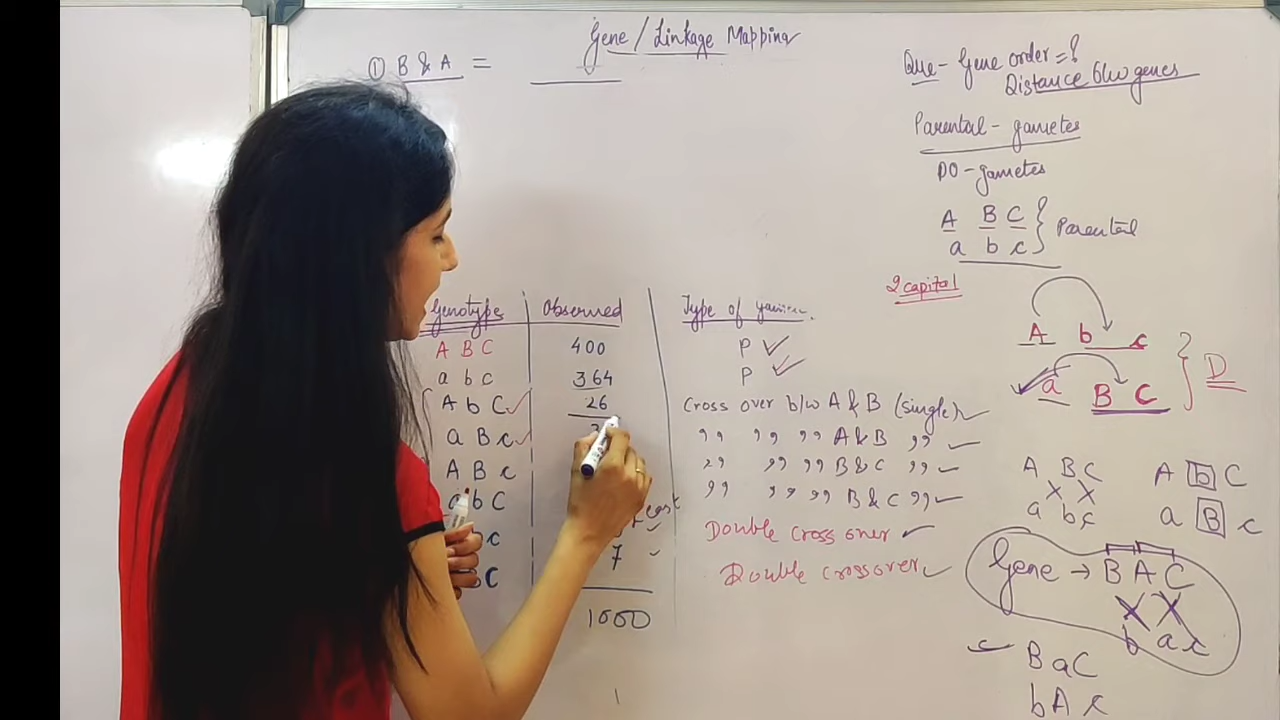 Gene / Linkage Mapping
① B & A =
Que - Gene order = ?
Distance b/w genes
Parental - gametes
DO - gametes
A B C
a b c } Parental
2 capital
A b c
a B C } D
Genotype Observed Type of
A B C 400 P ✓
a b c 364 P ✓
A b C ✓ 26 Cross over b/w A & B (single) ✓
a B c ✓ ,, ,, ,, A & B ,, ✓
A B c ,, ,, ,, B & C ,, ✓
a b C ,, ,, ,, B & C ,, ✓
Least
c Double Cross over ✓
C 7 Double Crossover ✓
1000
A B C
a b c
A b C
a B c
Gene → B A C
b a c
B a C
b A c